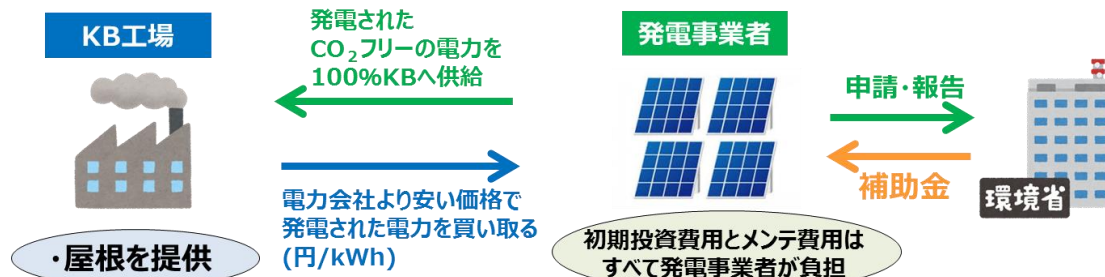 KB工場
発電された
CO₂フリーの電力を
100%KBへ供給
電力会社より安い価格で
発電された電力を買い取る
(円/kWh)
・屋根を提供
発電事業者
初期投資費用とメンテ費用は
すべて発電事業者が負担
申請・報告
補助金
環境省